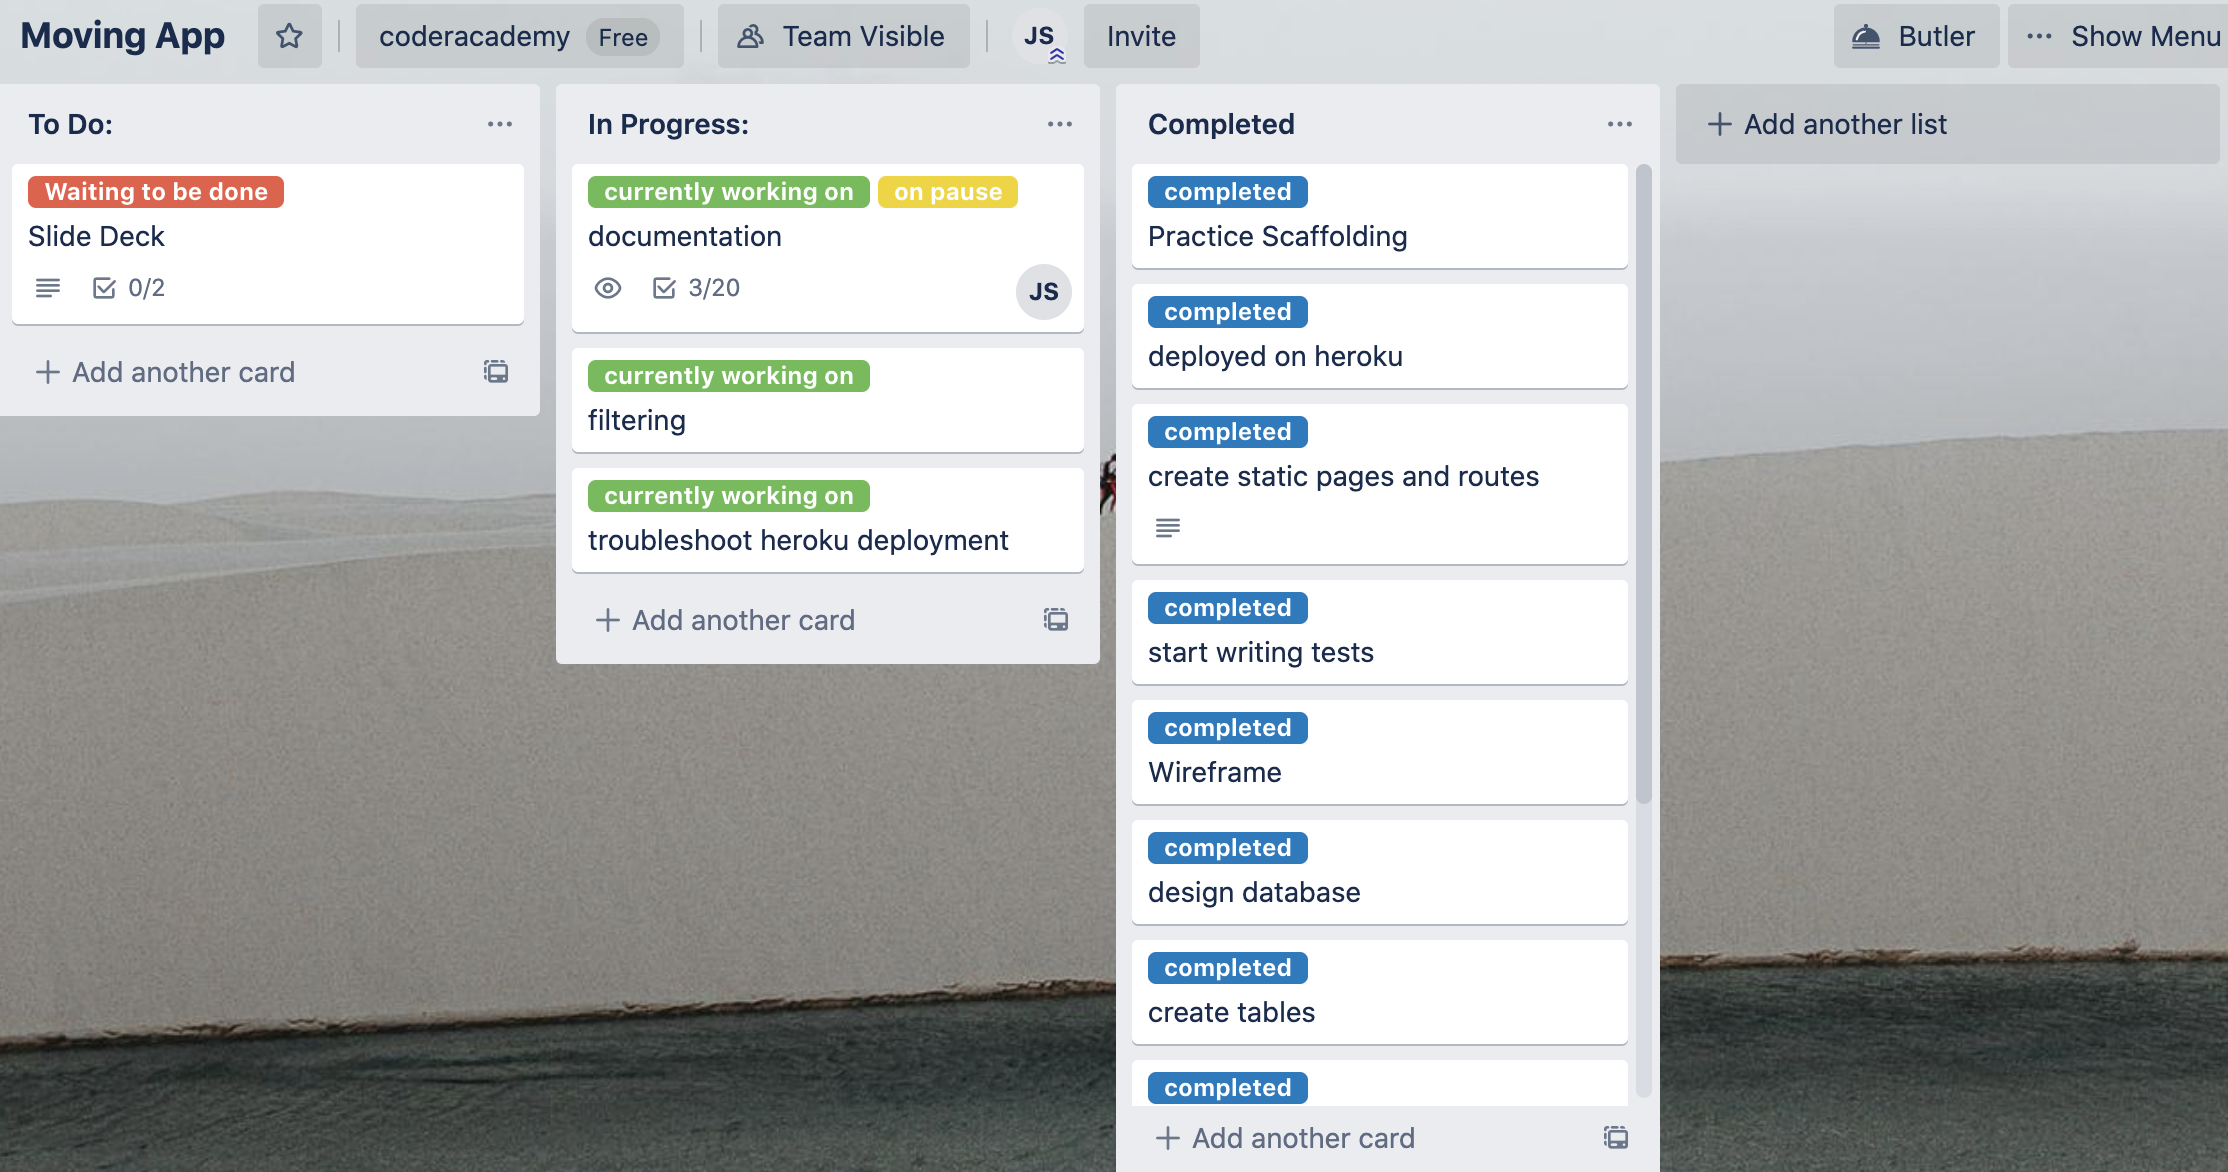 Moving App
coderacademy Free
Team Visible
JS
Invite
Butler
Show Menu
To Do:
Waiting to be done
Slide Deck
0/2
Add another card
In Progress:
currently working on on pause
documentation
3/20
JS
currently working on
filtering
currently working on
troubleshoot heroku deployment
Add another card
Completed
completed
Practice Scaffolding
completed
deployed on heroku
completed
create static pages and routes
completed
start writing tests
completed
Wireframe
completed
design database
completed
create tables
completed
Add another card
Add another list